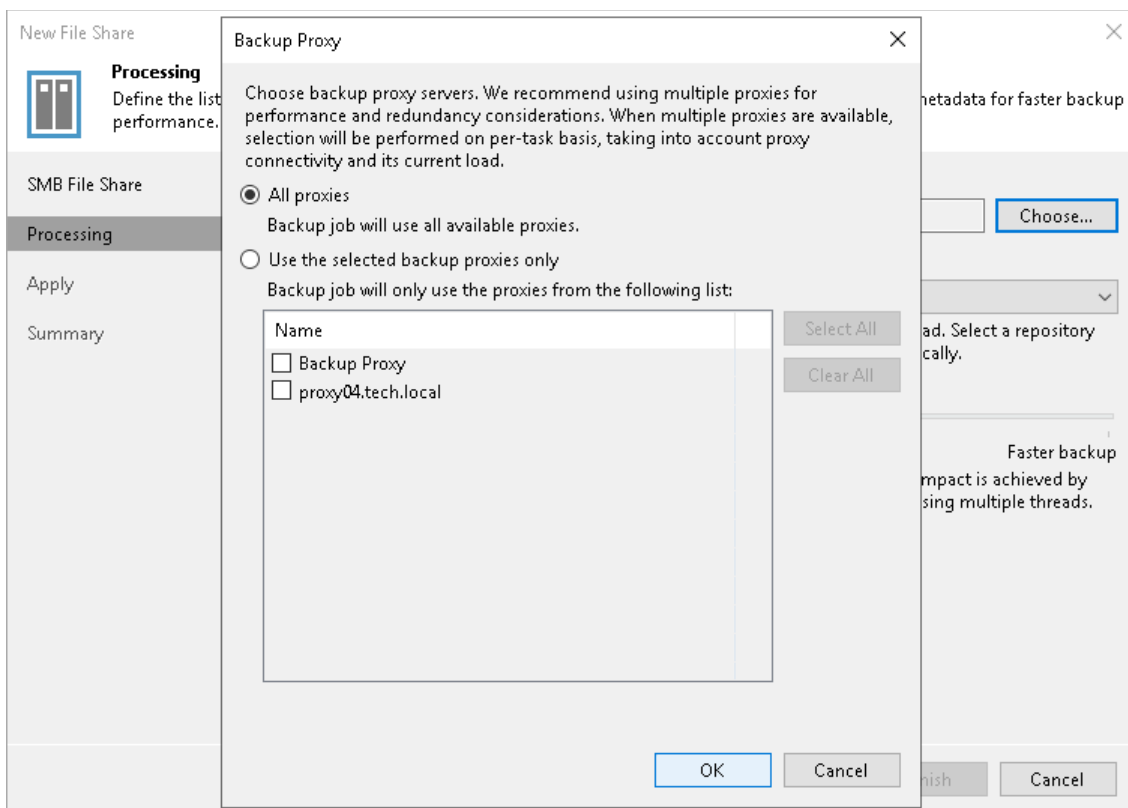 New File Share
Processing
Define the list
performance.
etadata for faster backup
SMB File Share
Processing
Apply
Summary
Backup Proxy
Choose backup proxy servers. We recommend using multiple proxies for
performance and redundancy considerations. When multiple proxies are available,
selection will be performed on per-task basis, taking into account proxy
connectivity and its current load.
All proxies
Backup job will use all available proxies.
Use the selected backup proxies only
Backup job will only use the proxies from the following list:
Name
Backup Proxy
proxy04.tech.local
Select All
Clear All
OK
Cancel
Choose...
ad. Select a repository
cally.
Faster backup
mpact is achieved by
sing multiple threads.
nish
Cancel